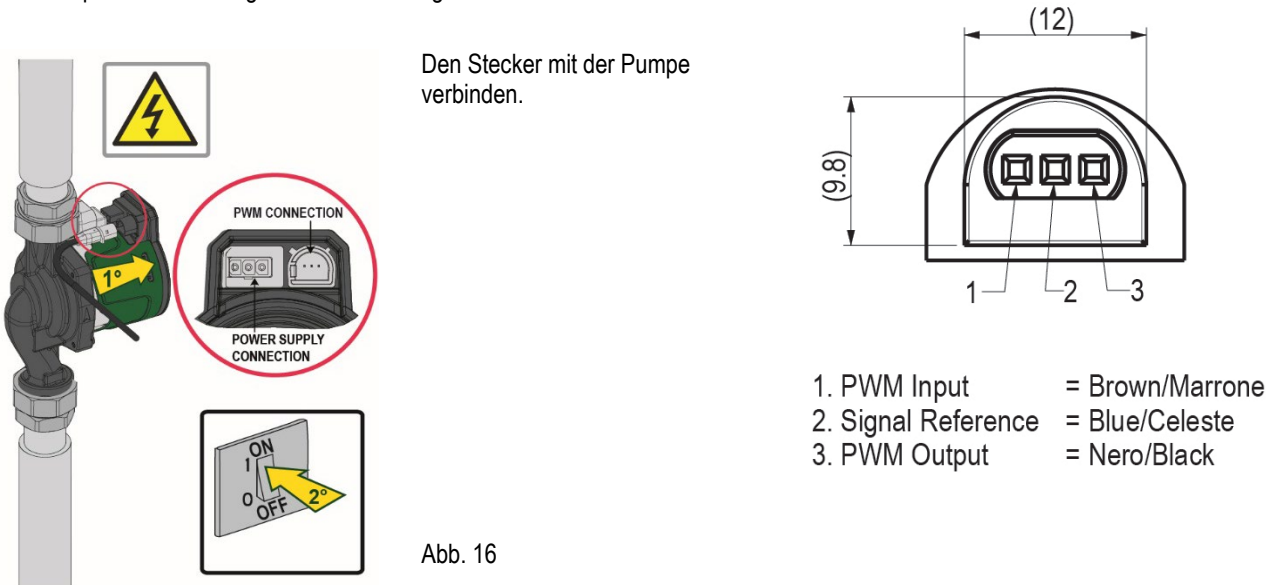 Den Stecker mit der Pumpe
verbinden.
PWM CONNECTION
1°
POWER SUPPLY
CONNECTION
ON
1
0
OFF
2°
Abb. 16
(12)
(9.8)
1
2
3
1. PWM Input = Brown/Marrone
2. Signal Reference = Blue/Celeste
3. PWM Output = Nero/Black